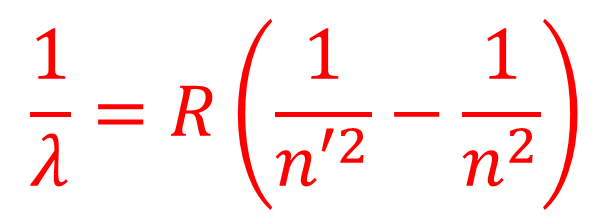 1/λ = R(1/n′² − 1/n²)